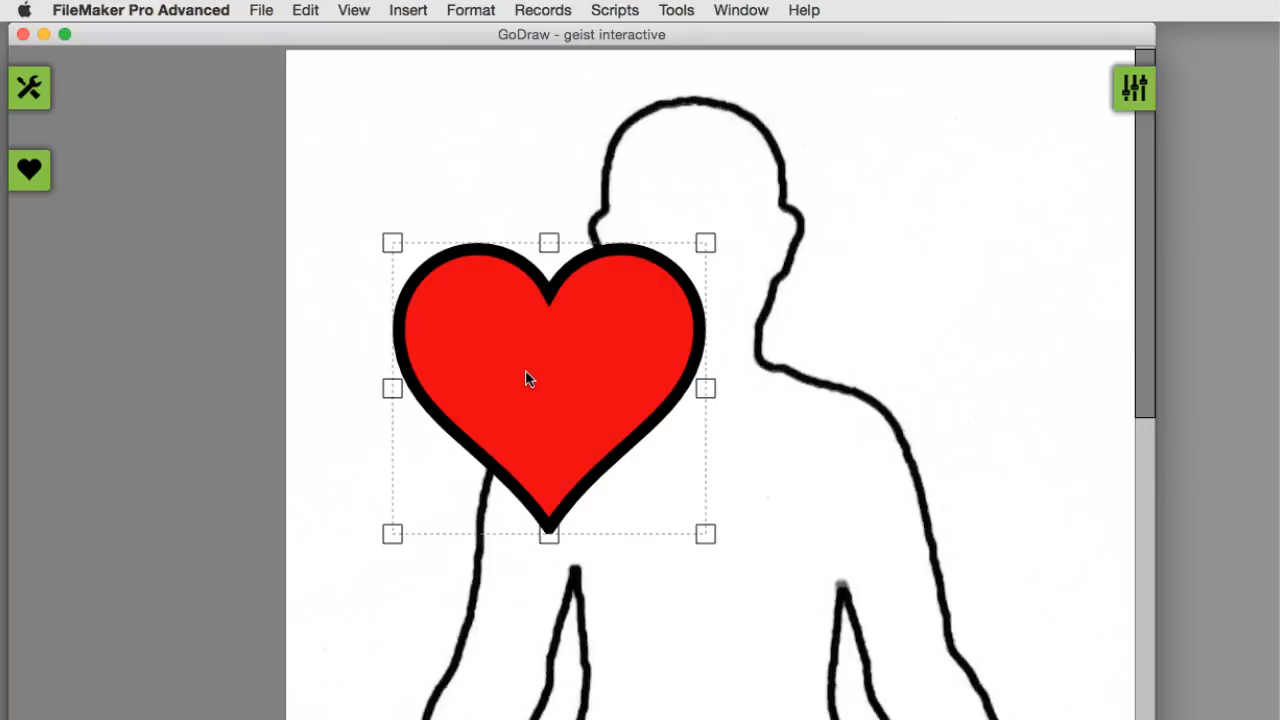 FileMaker Pro Advanced File Edit View Insert Format Records Scripts Tools Window Help
GoDraw - geist interactive